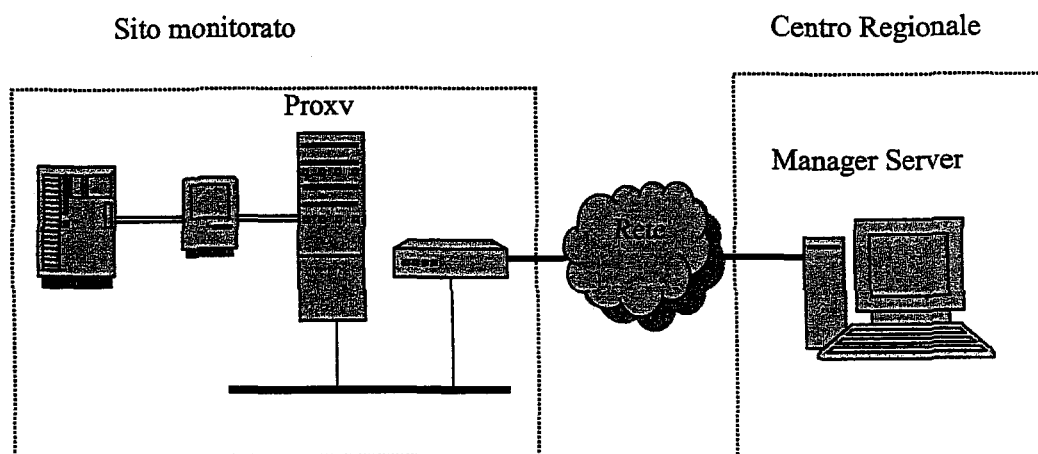 Sito monitorato
Centro Regionale
Proxv
Manager Server
Rete